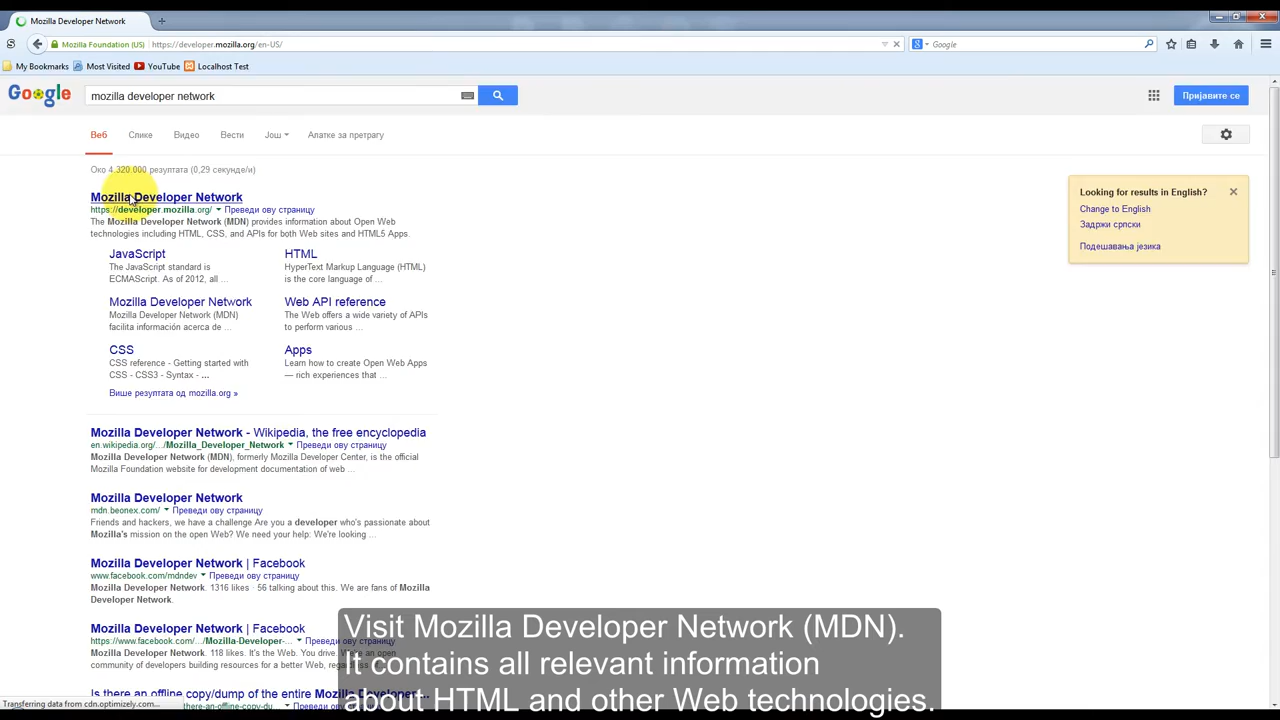 Mozilla Developer Network
Mozilla Foundation (US)
https://developer.mozilla.org/en-US/
Google
My Bookmarks
Most Visited
YouTube
Localhost Test
Google
mozilla developer network
Пријавите се
Веб
Слике
Видео
Вести
Још
Алатке за претрагу
Око 4.320.000 резултата (0,29 секунде/и)
Mozilla Developer Network
https://developer.mozilla.org/ Преведи ову страницу
The Mozilla Developer Network (MDN) provides information about Open Web
technologies including HTML, CSS, and APIs for both Web sites and HTML5 Apps.
JavaScript
The JavaScript standard is
ECMAScript. As of 2012, all ...
HTML
HyperText Markup Language (HTML)
is the core language of ...
Mozilla Developer Network
Mozilla Developer Network (MDN)
facilita información acerca de ...
Web API reference
The Web offers a wide variety of APIs
to perform various ...
CSS
CSS reference - Getting started with
CSS - CSS3 - Syntax - ...
Apps
Learn how to create Open Web Apps
— rich experiences that ...
Више резултата од mozilla.org »
Looking for results in English?
Change to English
Задржи српски
Подешавања језика
Mozilla Developer Network - Wikipedia, the free encyclopedia
en.wikipedia.org/.../Mozilla_Developer_Network Преведи ову страницу
Mozilla Developer Network (MDN), formerly Mozilla Developer Center, is the official
Mozilla Foundation website for development documentation of web ...
Mozilla Developer Network
mdn.beonex.com/ Преведи ову страницу
Friends and hackers, we have a challenge Are you a developer who's passionate about
Mozilla's mission on the open Web? We need your help: We're looking ...
Mozilla Developer Network | Facebook
www.facebook.com/mdndev Преведи ову страницу
Mozilla Developer Network. 1316 likes · 56 talking about this. We are fans of Mozilla
Developer Network.
Mozilla Developer Network | Facebook
https://www.facebook.com/.../Mozilla-Developer-... Преведи ову страницу
Mozilla Developer Network. 118 likes. It's the Web. You drive. We're an open
community of developers building resources for a better Web,
Is there an offline copy/dump of the entire Mozilla Developer ...
Transferring data from cdn.optimizely.com...
there-an-offline-copy-du
Visit Mozilla Developer Network (MDN).
It contains all relevant information
about HTML and other Web technologies.